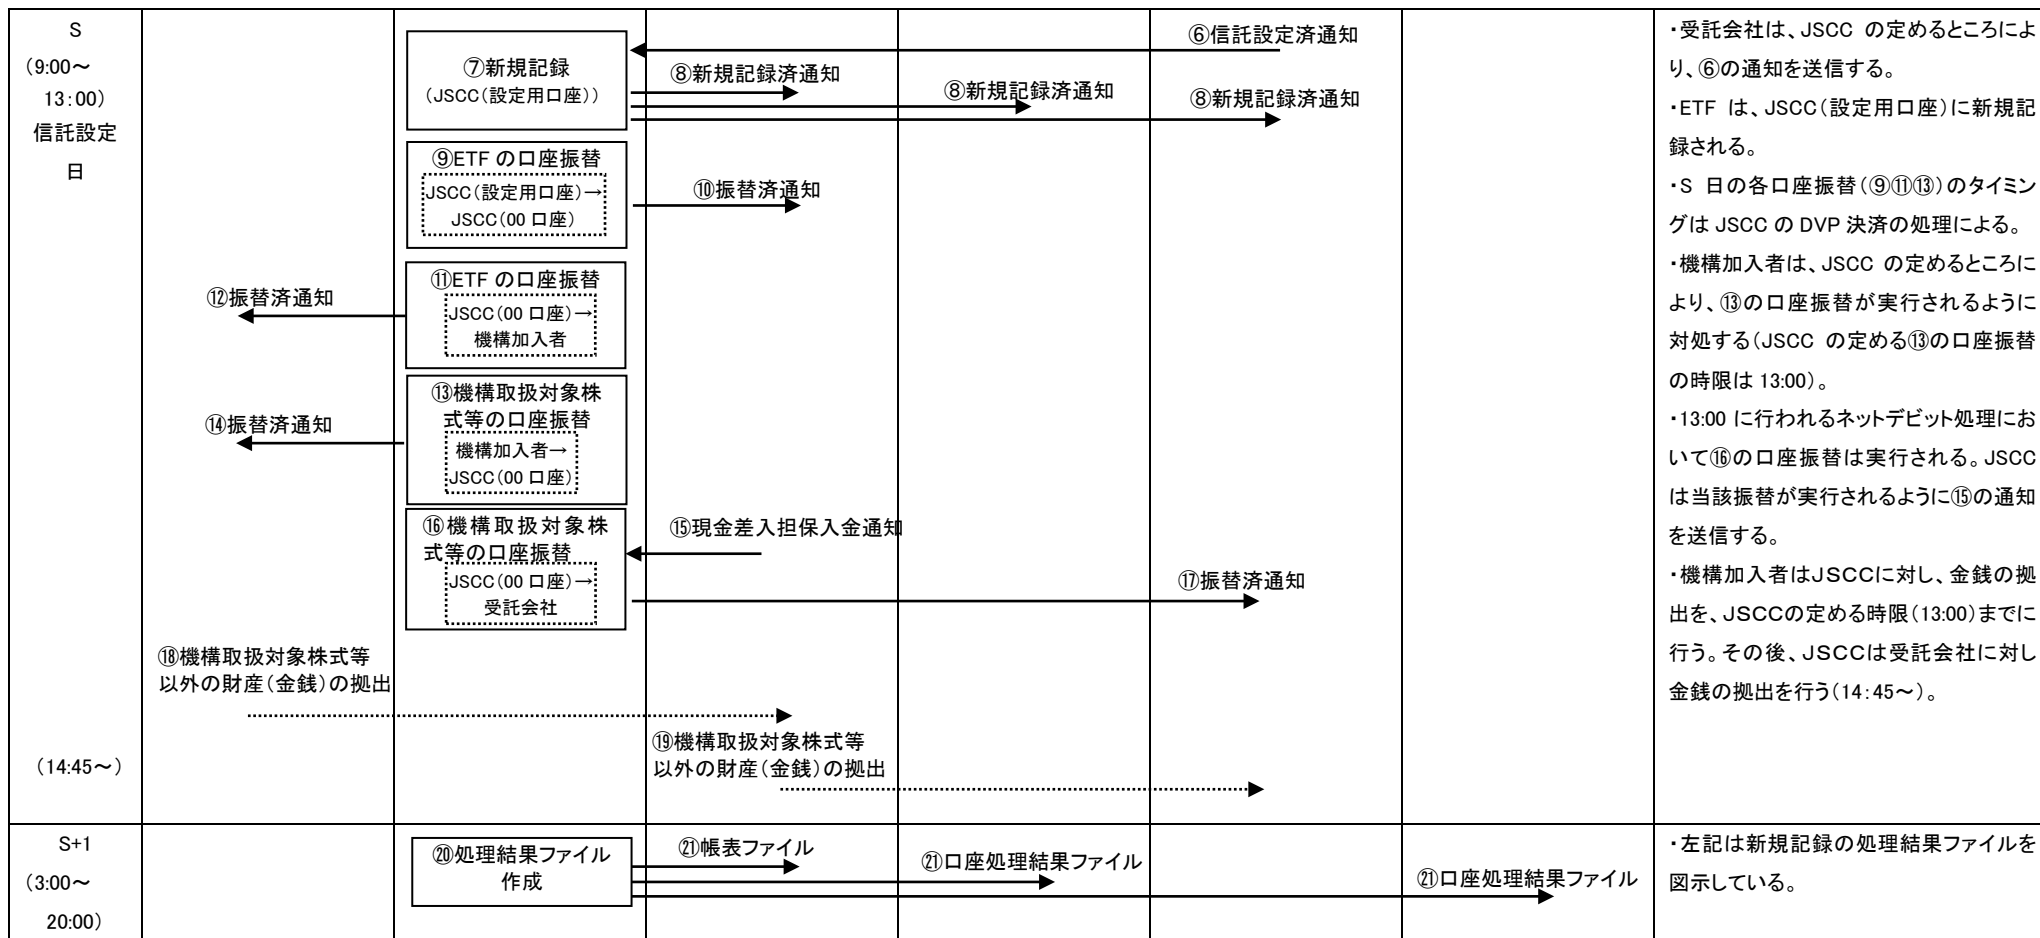 S
（9:00～
13：00）
信託設定
日
⑥信託設定済通知
⑦新規記録
（JSCC（設定用口座））
⑧新規記録済通知
⑧新規記録済通知
⑧新規記録済通知
⑨ETF の口座振替
JSCC（設定用口座）→
JSCC（00 口座）
⑩振替済通知
⑪ETF の口座振替
JSCC（00 口座）→
機構加入者
⑫振替済通知
⑬機構取扱対象株
式等の口座振替
機構加入者→
JSCC（00 口座）
⑭振替済通知
⑯機構取扱対象株
式等の口座振替
JSCC（00 口座）→
受託会社
⑮現金差入担保入金通知
⑰振替済通知
⑱機構取扱対象株式等
以外の財産（金銭）の拠出
⑲機構取扱対象株式等
以外の財産（金銭）の拠出
（14:45～）
・受託会社は、JSCC の定めるところによ
り、⑥の通知を送信する。
・ETF は、JSCC（設定用口座）に新規記
録される。
・S 日の各口座振替（⑨⑪⑬）のタイミン
グは JSCC の DVP 決済の処理による。
・機構加入者は、JSCC の定めるところに
より、⑬の口座振替が実行されるように
対処する（JSCC の定める⑬の口座振替
の時限は 13:00）。
・13:00 に行われるネットデビット処理にお
いて⑯の口座振替は実行される。JSCC
は当該振替が実行されるように⑮の通知
を送信する。
・機構加入者はＪＳＣＣに対し、金銭の拠
出を、ＪＳＣＣの定める時限（13:00）までに
行う。その後、ＪＳＣＣは受託会社に対し
金銭の拠出を行う（14：45～）。
S+1
（3:00～
20:00）
⑳処理結果ファイル
作成
㉑帳表ファイル
㉑口座処理結果ファイル
㉑口座処理結果ファイル
・左記は新規記録の処理結果ファイルを
図示している。